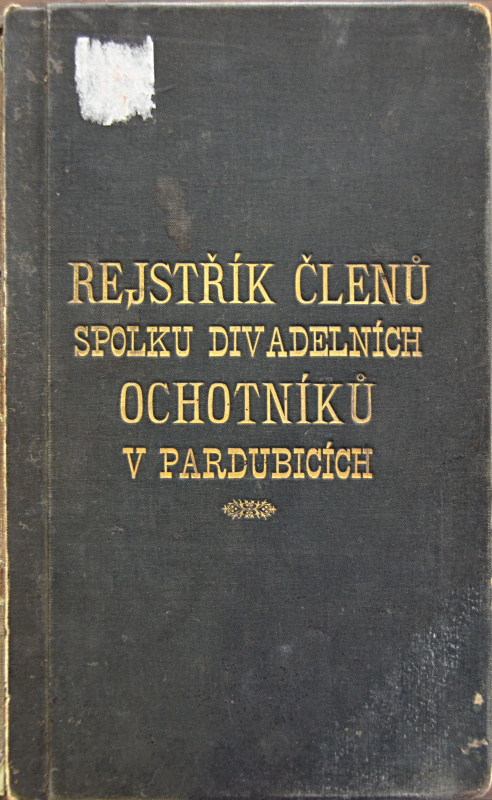 REJSTŘÍK ČLENŮ
SPOLKU DIVADELNÍCH
OCHOTNÍKŮ
V PARDUBICÍCH